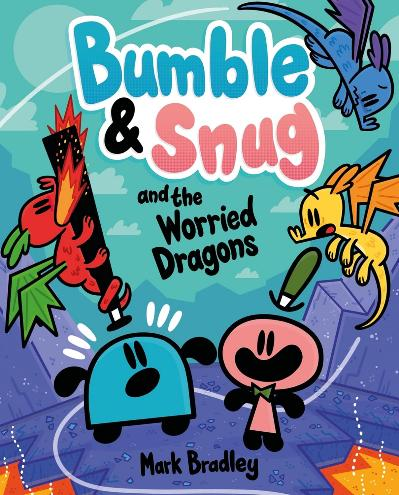 Bumble
& Snug
and the
Worried
Dragons
Mark Bradley